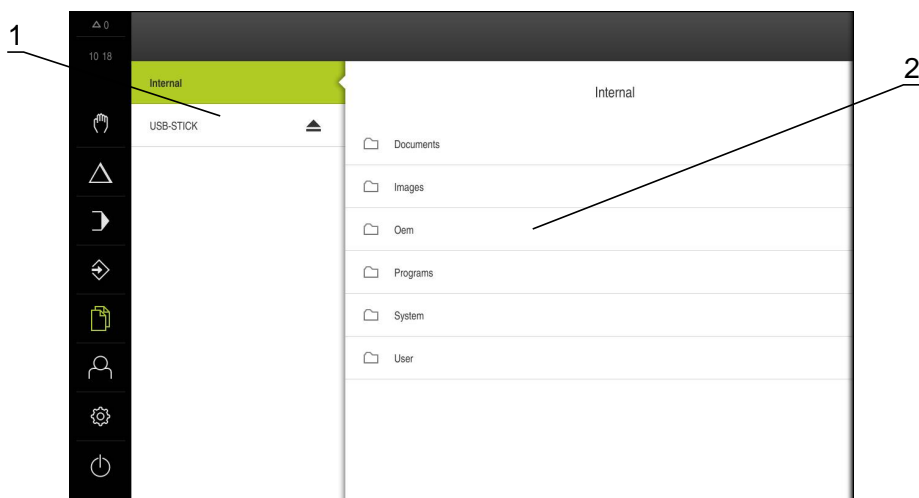 1
△ 0
10 18
Internal
USB-STICK
Internal
2
Documents
Images
Oem
Programs
System
User